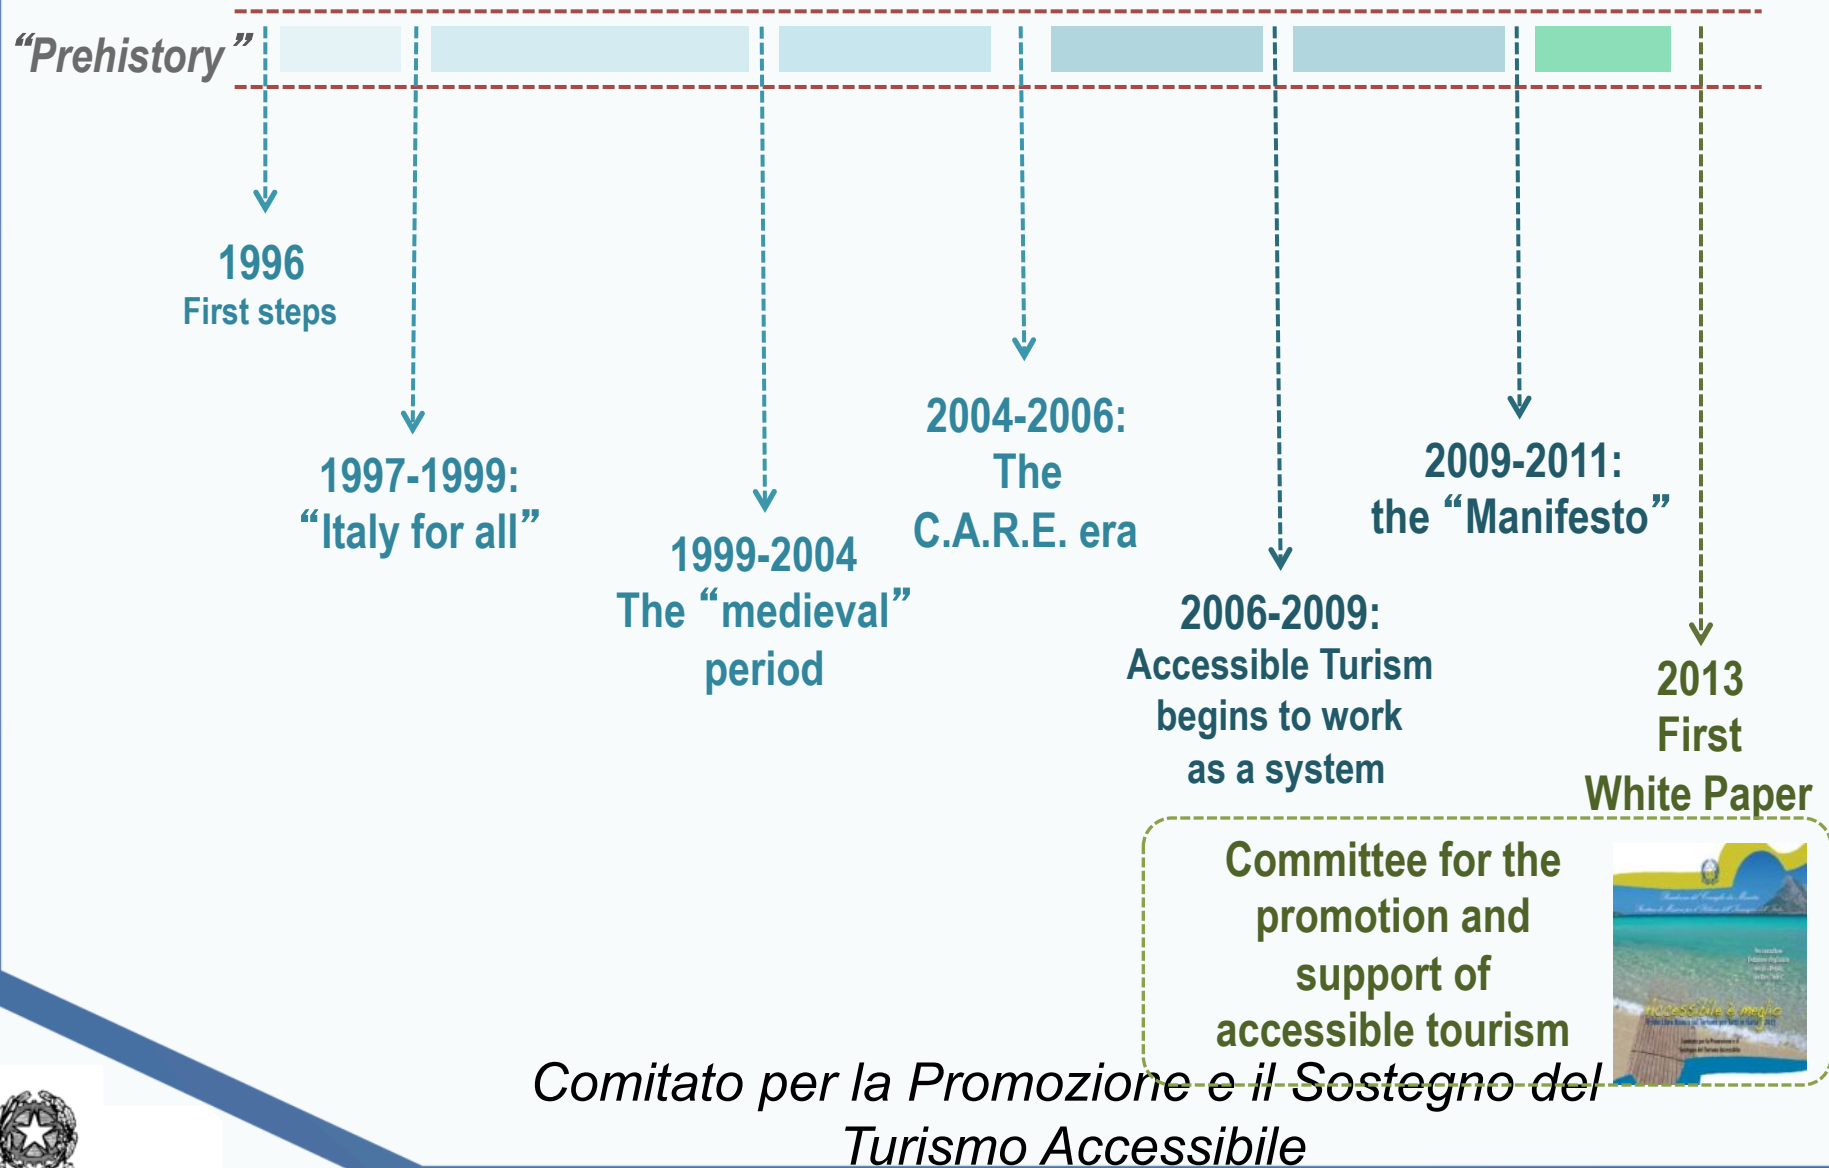 “Prehistory”
1996
First steps
1997-1999:
“Italy for all”
1999-2004
The “medieval”
period
2004-2006:
The
C.A.R.E. era
2006-2009:
Accessible Turism
begins to work
as a system
2009-2011:
the “Manifesto”
2013
First
White Paper
Committee for the
promotion and
support of
accessible tourism
Accessibile è meglio
Comitato per la Promozione e il Sostegno del
Turismo Accessibile